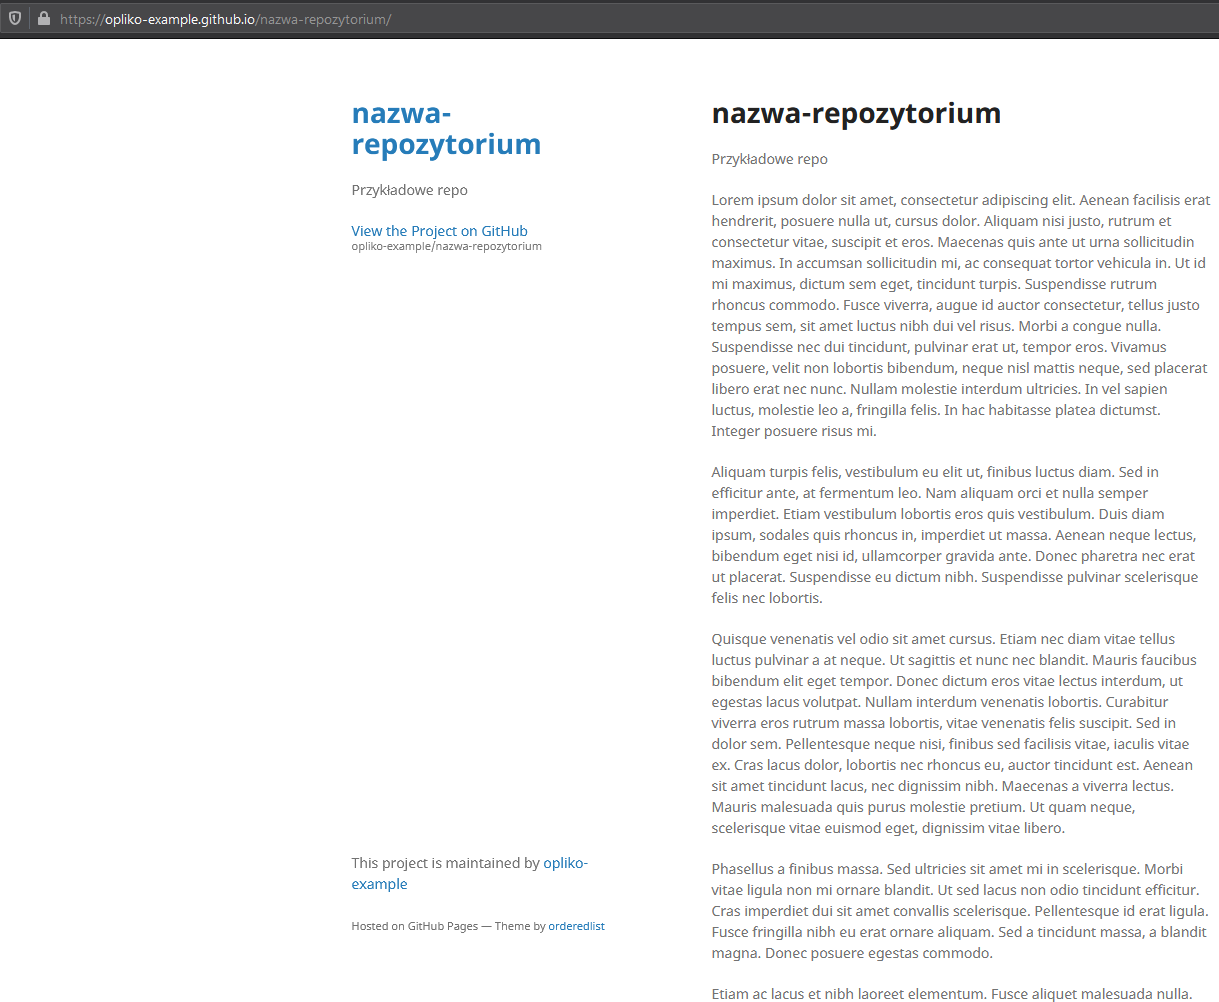 https://opliko-example.github.io/nazwa-repozytorium/
nazwa-
repozytorium
Przykładowe repo
View the Project on GitHub
opliko-example/nazwa-repozytorium
This project is maintained by opliko-
example
Hosted on GitHub Pages — Theme by orderedlist
nazwa-repozytorium
Przykładowe repo
Lorem ipsum dolor sit amet, consectetur adipiscing elit. Aenean facilisis erat
hendrerit, posuere nulla ut, cursus dolor. Aliquam nisi justo, rutrum et
consectetur vitae, suscipit et eros. Maecenas quis ante ut urna sollicitudin
maximus. In accumsan sollicitudin mi, ac consequat tortor vehicula in. Ut id
mi maximus, dictum sem eget, tincidunt turpis. Suspendisse rutrum
rhoncus commodo. Fusce viverra, augue id auctor consectetur, tellus justo
tempus sem, sit amet luctus nibh dui vel risus. Morbi a congue nulla.
Suspendisse nec dui tincidunt, pulvinar erat ut, tempor eros. Vivamus
posuere, velit non lobortis bibendum, neque nisl mattis neque, sed placerat
libero erat nec nunc. Nullam molestie interdum ultricies. In vel sapien
luctus, molestie leo a, fringilla felis. In hac habitasse platea dictumst.
Integer posuere risus mi.
Aliquam turpis felis, vestibulum eu elit ut, finibus luctus diam. Sed in
efficitur ante, at fermentum leo. Nam aliquam orci et nulla semper
imperdiet. Etiam vestibulum lobortis eros quis vestibulum. Duis diam
ipsum, sodales quis rhoncus in, imperdiet ut massa. Aenean neque lectus,
bibendum eget nisi id, ullamcorper gravida ante. Donec pharetra nec erat
ut placerat. Suspendisse eu dictum nibh. Suspendisse pulvinar scelerisque
felis nec lobortis.
Quisque venenatis vel odio sit amet cursus. Etiam nec diam vitae tellus
luctus pulvinar a at neque. Ut sagittis et nunc nec blandit. Mauris faucibus
bibendum elit eget tempor. Donec dictum eros vitae lectus interdum, ut
egestas lacus volutpat. Nullam interdum venenatis lobortis. Curabitur
viverra eros rutrum massa lobortis, vitae venenatis felis suscipit. Sed in
dolor sem. Pellentesque neque nisi, finibus sed facilisis vitae, iaculis vitae
ex. Cras lacus dolor, lobortis nec rhoncus eu, auctor tincidunt est. Aenean
sit amet tincidunt lacus, nec dignissim nibh. Maecenas a viverra lectus.
Mauris malesuada quis purus molestie pretium. Ut quam neque,
scelerisque vitae euismod eget, dignissim vitae libero.
Phasellus a finibus massa. Sed ultricies sit amet mi in scelerisque. Morbi
vitae ligula non mi ornare blandit. Ut sed lacus non odio tincidunt efficitur.
Cras imperdiet dui sit amet convallis scelerisque. Pellentesque id erat ligula.
Fusce fringilla nibh eu erat ornare aliquam. Sed a tincidunt massa, a blandit
magna. Donec posuere egestas commodo.
Etiam ac lacus et nibh laoreet elementum. Fusce aliquet malesuada nulla.